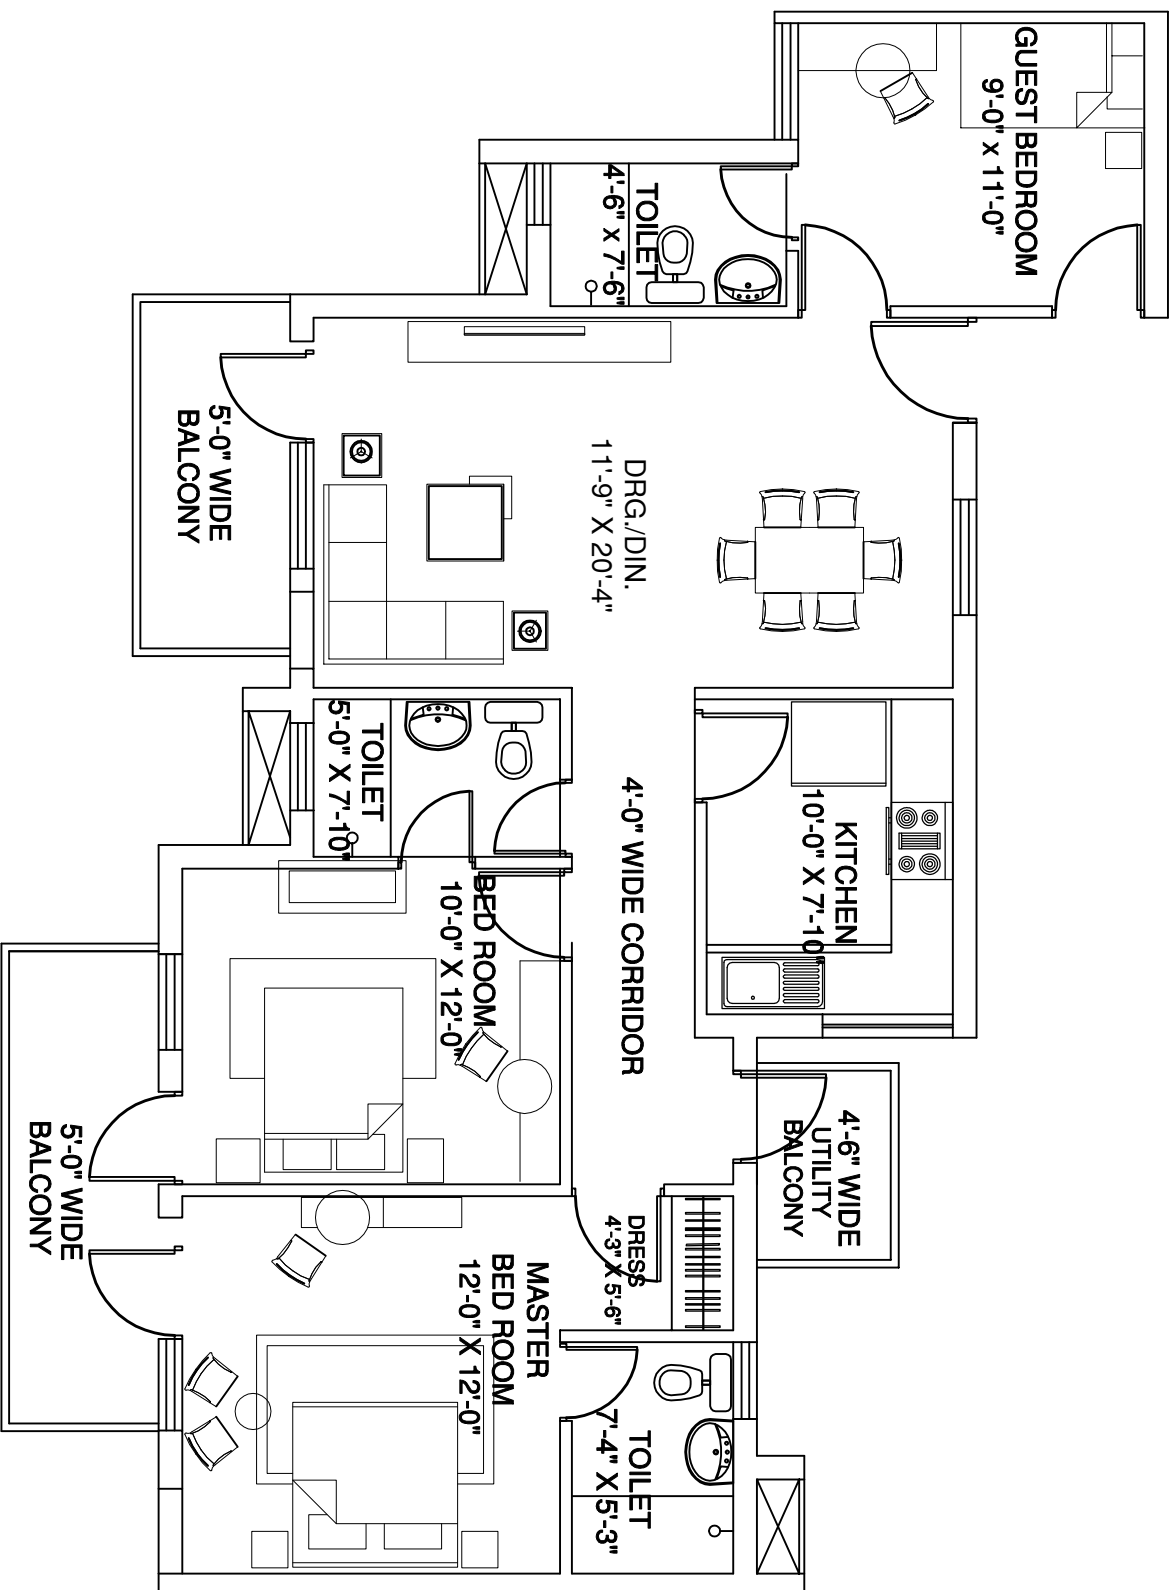 GUEST BEDROOM
9'-0" x 11'-0"
TOILET
4'-6" x 7'-6"
5'-0" WIDE
BALCONY
DRG./DIN.
11'-9" X 20'-4"
TOILET
5'-0" X 7'-10"
KITCHEN
10'-0" X 7'-10"
4'-0" WIDE CORRIDOR
BED ROOM
10'-0" X 12'-0"
4'-6" WIDE
UTILITY
BALCONY
5'-0" WIDE
BALCONY
DRESS
4'-3" X 5'-6"
MASTER
BED ROOM
12'-0" X 12'-0"
TOILET
7'-4" X 5'-3"